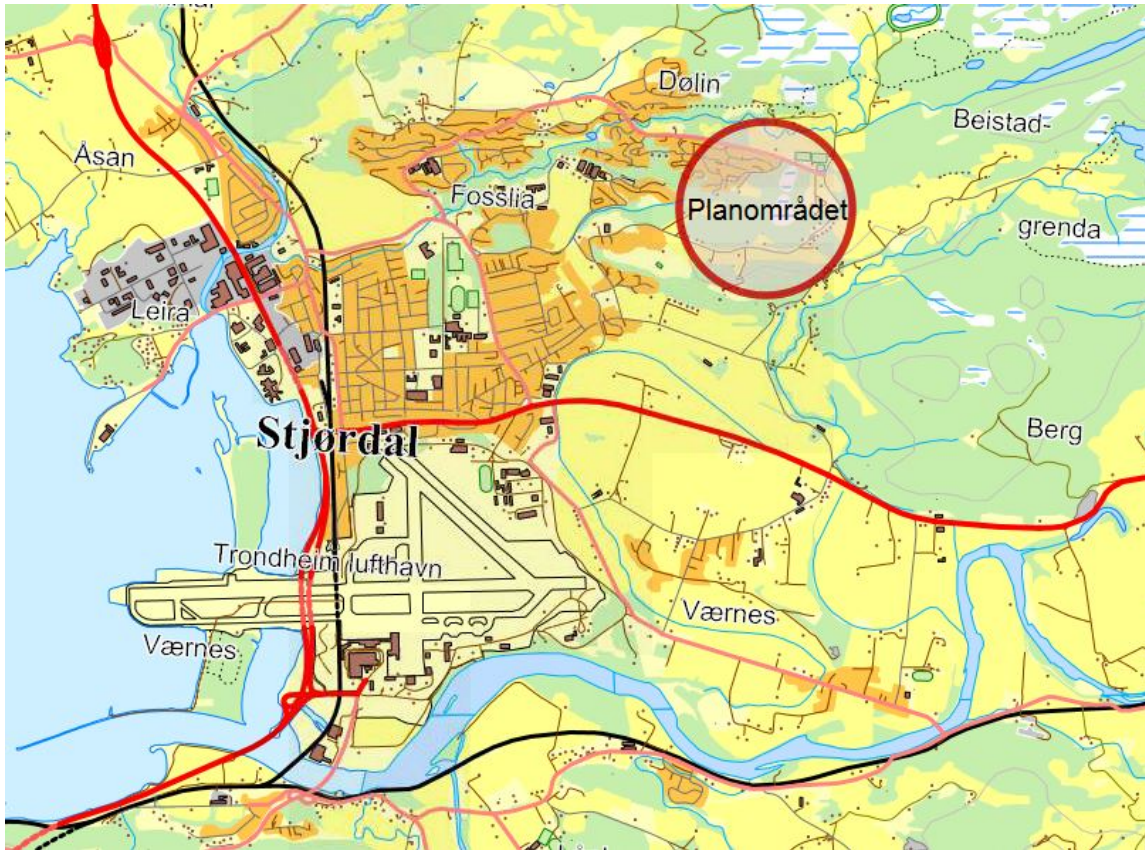 Dølin
Beistad-
Åsan
Fosslia
Planområdet
grenda
Leira
Stjørdal
Berg
Trondheim lufthavn
Værnes
Værnes